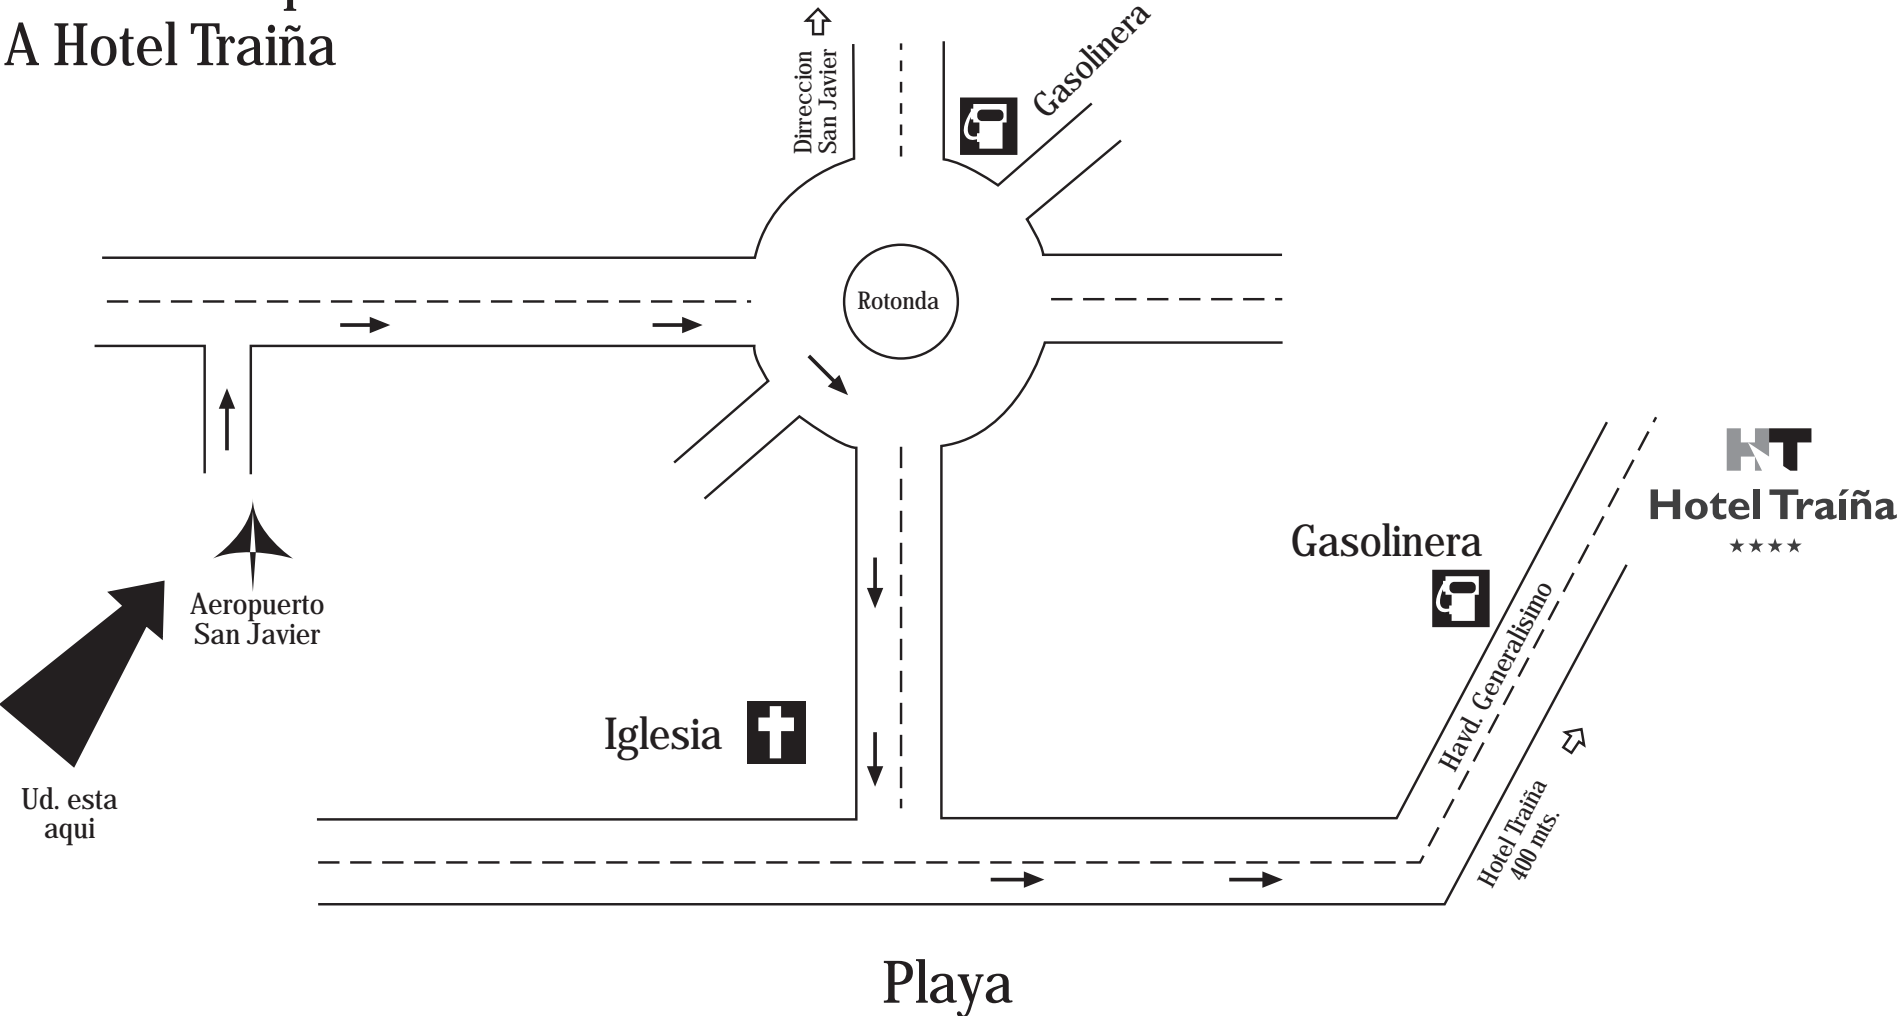 A Hotel Traiña
Dirreccion
San Javier
Gasolinera
Rotonda
Aeropuerto
San Javier
Ud. esta
aqui
Iglesia
Gasolinera
Havd. Generalisimo
Hotel Traiña
400 mts.
HT
Hotel Traíña
Playa